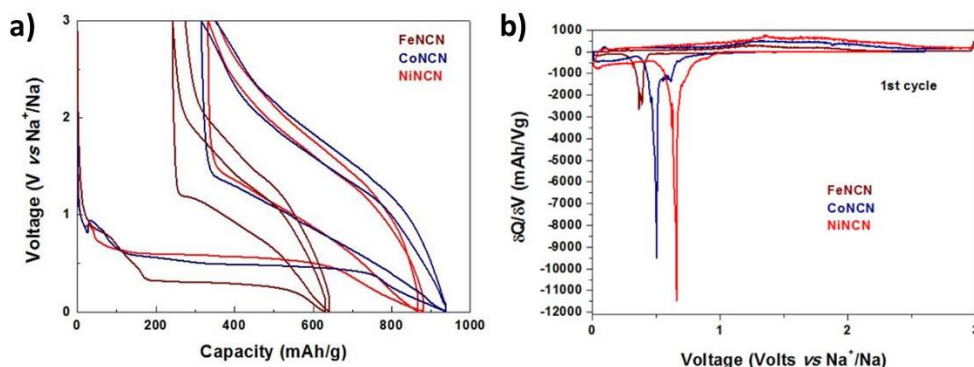 a)
3
2
1
0
0
200
400
600
800
1000
Voltage (V vs Na⁺/Na)
Capacity (mAh/g)
FeNCN
CoNCN
NiNCN
b)
1000
0
-1000
-2000
-3000
-4000
-5000
-6000
-7000
-8000
-9000
-10000
-11000
-12000
0
1
2
3
δQ/δV (mAh/Vg)
Voltage (Volts vs Na⁺/Na)
1st cycle
FeNCN
CoNCN
NiNCN